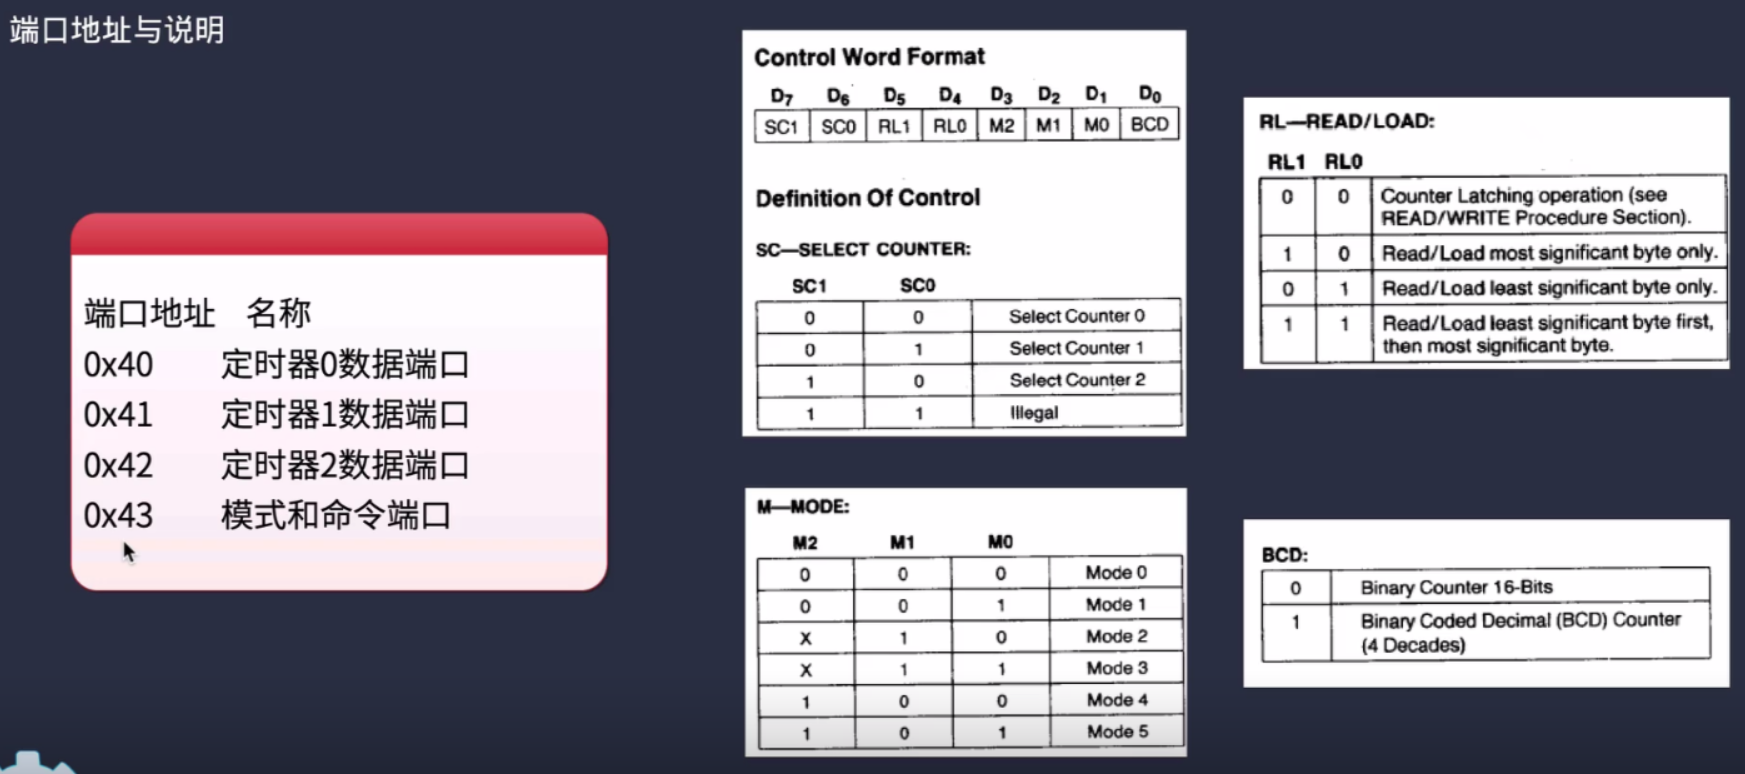 端口地址与说明
端口地址 名称
0x40 定时器0数据端口
0x41 定时器1数据端口
0x42 定时器2数据端口
0x43 模式和命令端口
Control Word Format
D7 D6 D5 D4 D3 D2 D1 D0
SC1 SC0 RL1 RL0 M2 M1 M0 BCD
Definition Of Control
SC—SELECT COUNTER:
SC1 SC0
0 0 Select Counter 0
0 1 Select Counter 1
1 0 Select Counter 2
1 1 Illegal
M—MODE:
M2 M1 M0
0 0 0 Mode 0
0 0 1 Mode 1
X 1 0 Mode 2
X 1 1 Mode 3
1 0 0 Mode 4
1 0 1 Mode 5
RL—READ/LOAD:
RL1 RL0
0 0 Counter Latching operation (see
READ/WRITE Procedure Section).
1 0 Read/Load most significant byte only.
0 1 Read/Load least significant byte only.
1 1 Read/Load least significant byte first,
then most significant byte.
BCD:
0 Binary Counter 16-Bits
1 Binary Coded Decimal (BCD) Counter
(4 Decades)